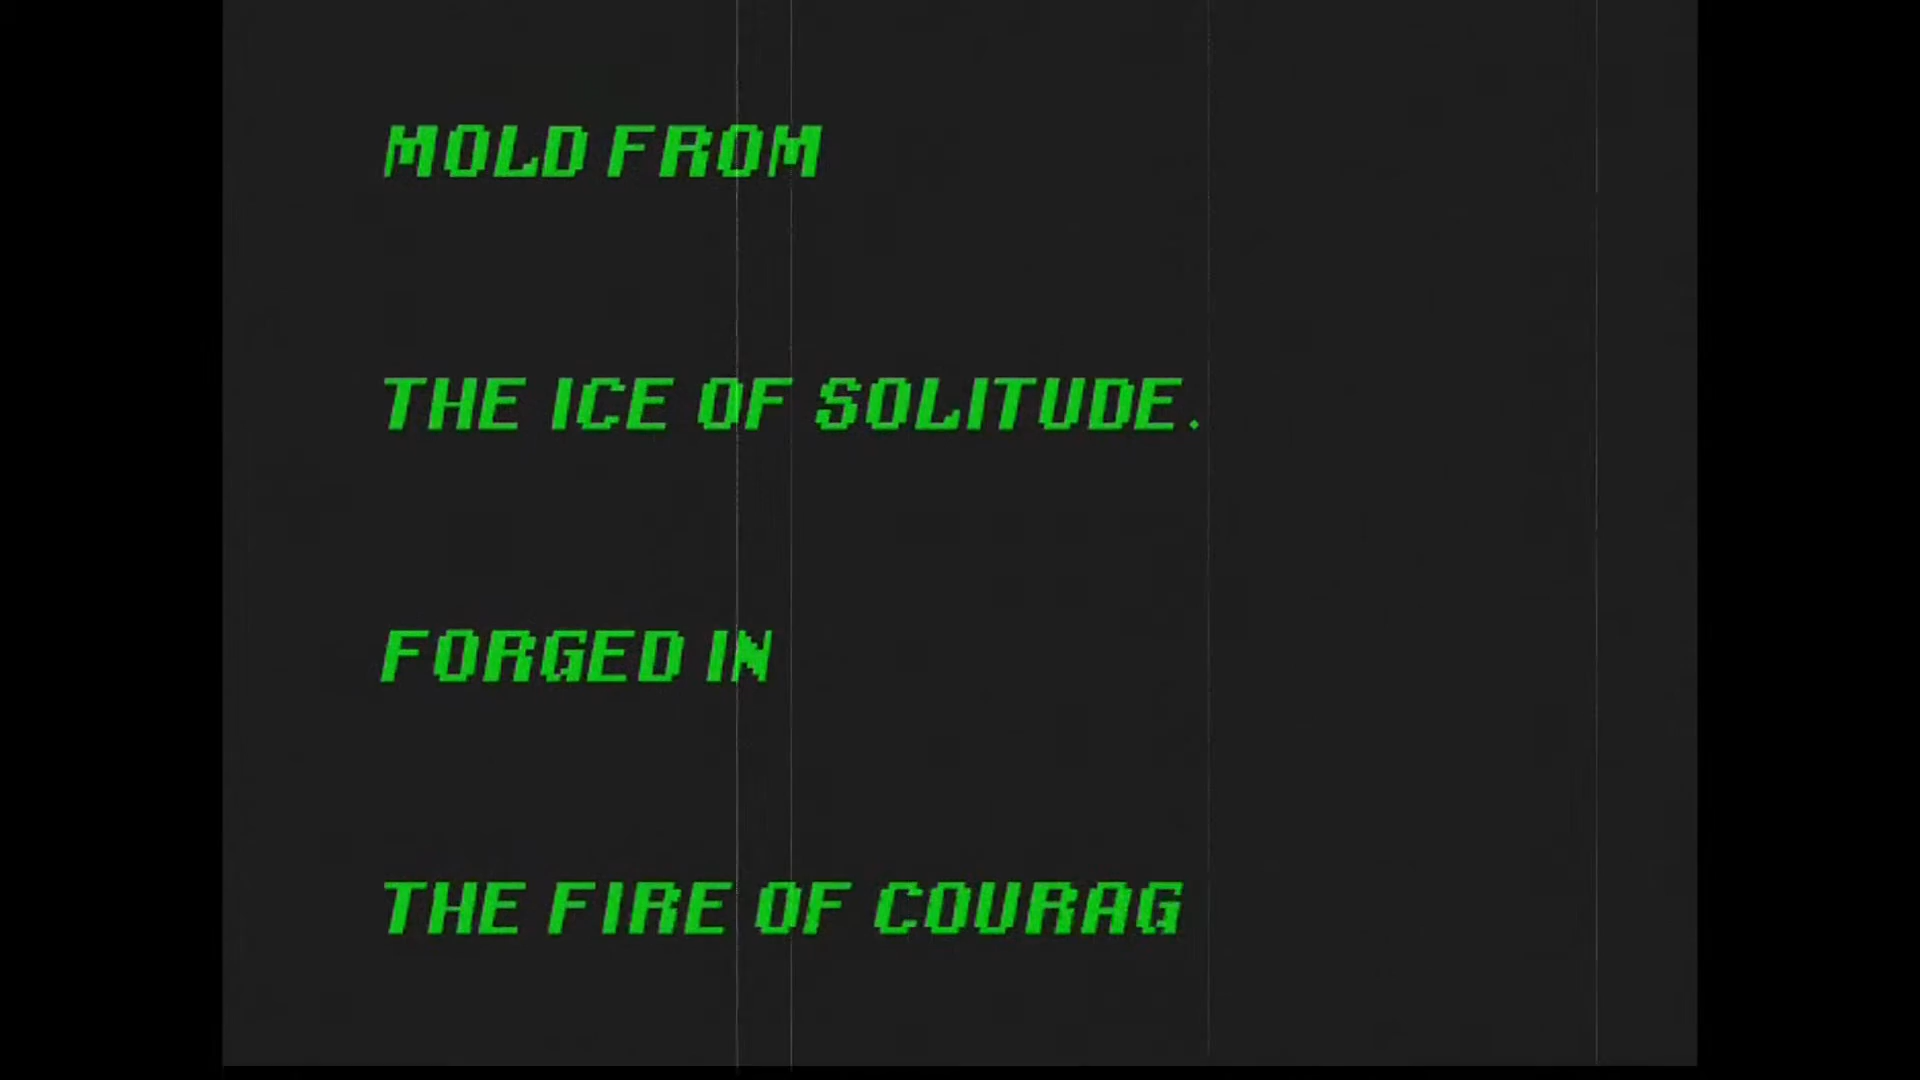 MOLD FROM
THE ICE OF SOLITUDE.
FORGED IN
THE FIRE OF COURAG